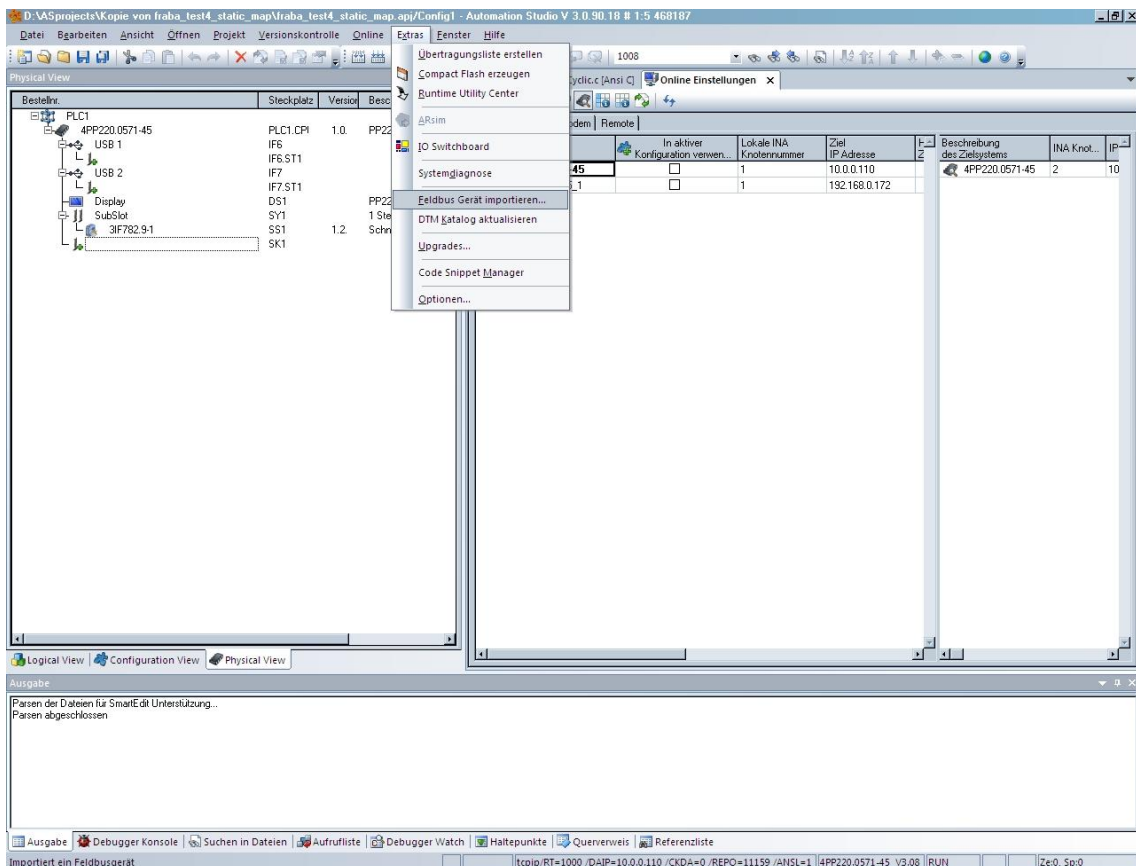 D:\ASprojects\Kopie von fraba_test4_static_map\fraba_test4_static_map.apj/Config1 - Automation Studio V 3.0.90.18 # 1:5 468187
Datei Bearbeiten Ansicht Öffnen Projekt Versionskontrolle Online Extras Fenster Hilfe
1008
Übertragungsliste erstellen
Compact Flash erzeugen
Runtime Utility Center
ARsim
IO Switchboard
Systemdiagnose
Feldbus Gerät importieren...
DTM Katalog aktualisieren
Upgrades...
Code Snippet Manager
Optionen...
Physical View
Bestellnr. Steckplatz Version Besc
PLC1
4PP220.0571-45 PLC1.CPI 1.0. PP22
USB 1 IF6
IF6.ST1
USB 2 IF7
IF7.ST1
Display DS1 PP22
SubSlot SY1 1 Ste
3IF782.9-1 SS1 1.2. Schn
SK1
Cyclic.c [Ansi C] Online Einstellungen
odem Remote
In aktiver Konfiguration verwen... Lokale INA Knotennummer Ziel IP Adresse
45 1 10.0.0.110
_1 1 192.168.0.172
Beschreibung des Zielsystems INA Knot... IP
4PP220.0571-45 2 10
Logical View Configuration View Physical View
Ausgabe
Parsen der Dateien für SmartEdit Unterstützung...
Parsen abgeschlossen
Ausgabe Debugger Konsole Suchen in Dateien Aufrufliste Debugger Watch Haltepunkte Querverweis Referenzliste
Importiert ein Feldbusgerät tcpip/RT=1000 /DAIP=10.0.0.110 /CKDA=0 /REPO=11159 /ANSL=1 4PP220.0571-45 V3.08 RUN Ze:0, Sp:0